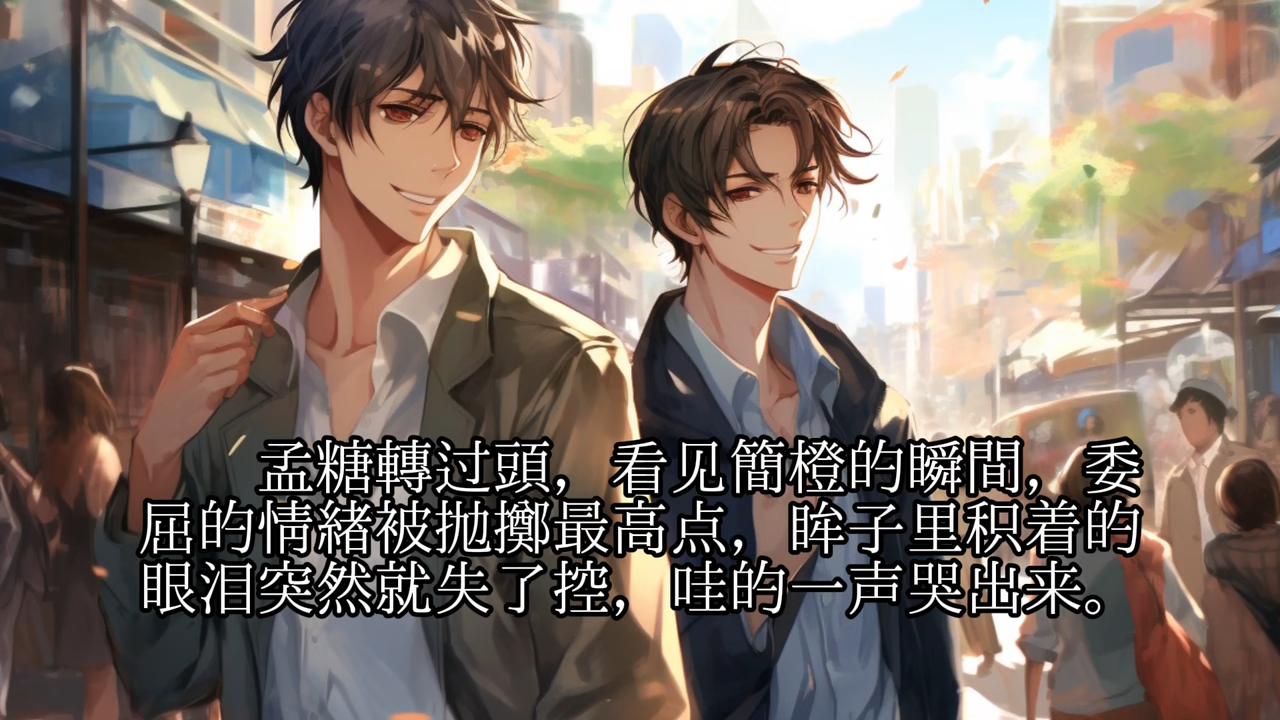 孟糖轉过頭，看见簡橙的瞬間，委
屈的情緒被抛擲最高点，眸子里积着的
眼泪突然就失了控，哇的一声哭出来。